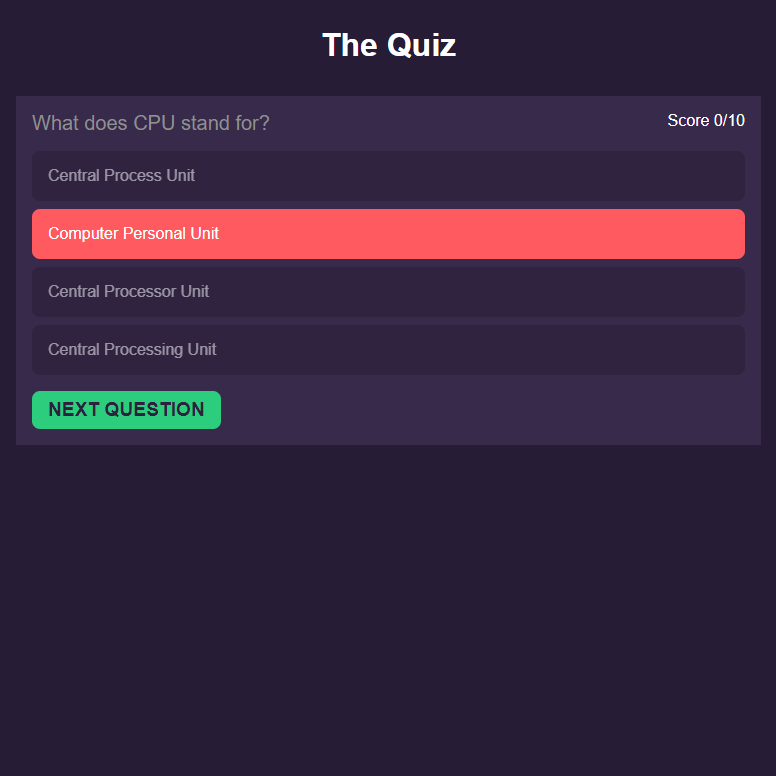 The Quiz
What does CPU stand for?
Score 0/10
Central Process Unit
Computer Personal Unit
Central Processor Unit
Central Processing Unit
NEXT QUESTION